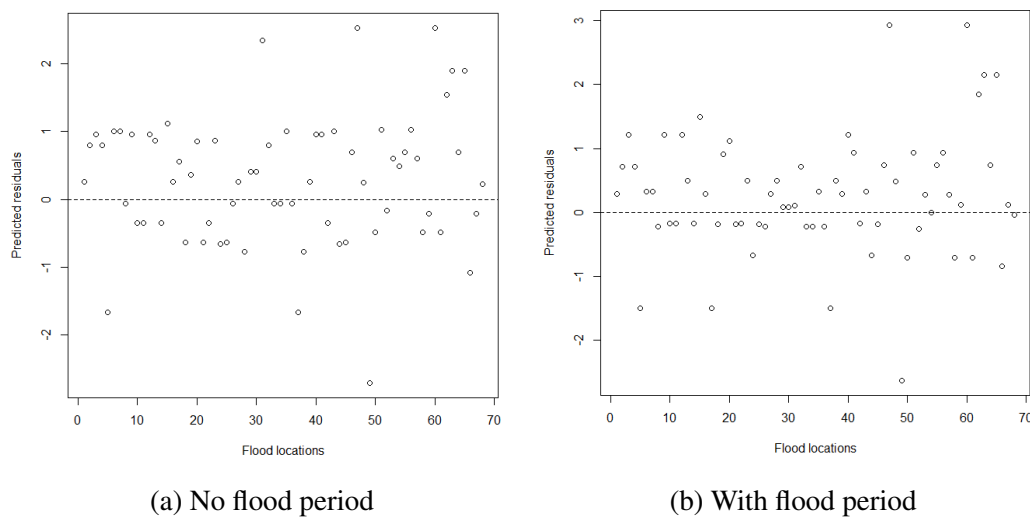 2
1
0
-1
-2
Predicted residuals
0 10 20 30 40 50 60 70
Flood locations
(a) No flood period
3
2
1
0
-1
-2
Predicted residuals
0 10 20 30 40 50 60 70
Flood locations
(b) With flood period